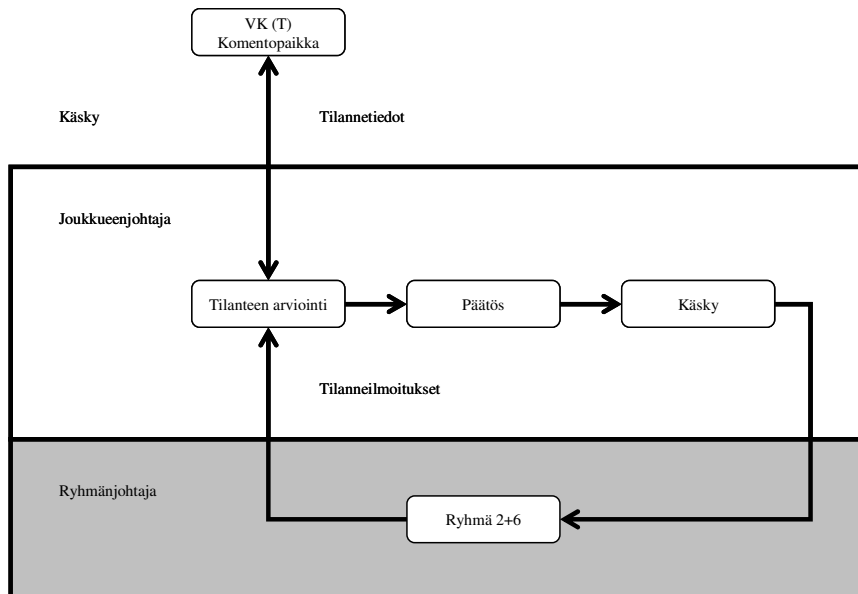 VK (T)
Komentopaikka
Käsky
Tilannetiedot
Joukkueenjohtaja
Tilanteen arviointi
Päätös
Käsky
Tilanneilmoitukset
Ryhmänjohtaja
Ryhmä 2+6